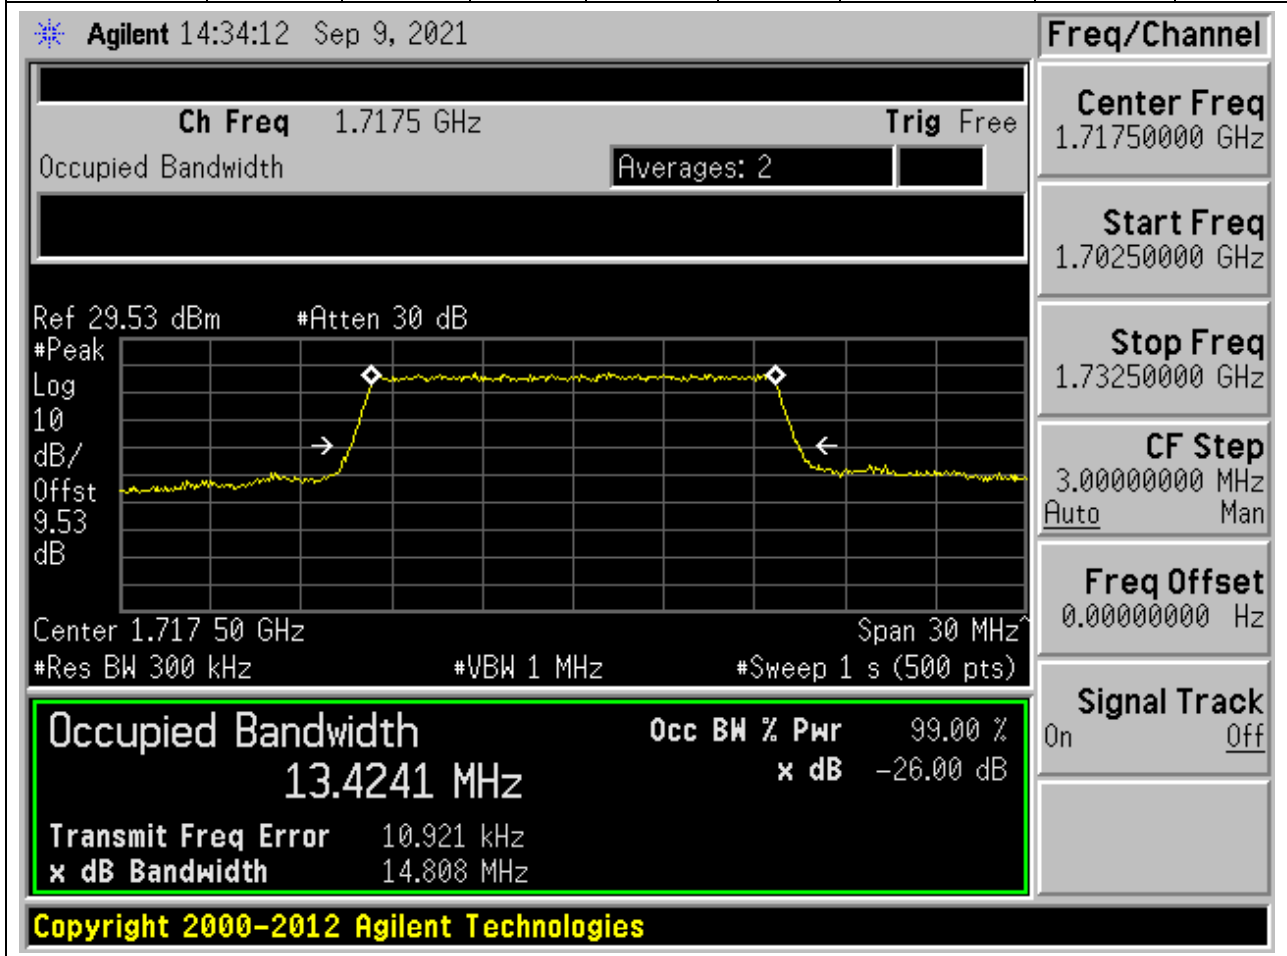 Agilent 14:34:12 Sep 9, 2021
Freq/Channel
Ch Freq 1.7175 GHz Trig Free
Occupied Bandwidth Averages: 2
Center Freq
1.71750000 GHz
Start Freq
1.70250000 GHz
Stop Freq
1.73250000 GHz
CF Step
3.00000000 MHz
Auto Man
Freq Offset
0.00000000 Hz
Signal Track
On Off
Ref 29.53 dBm #Atten 30 dB
#Peak
Log
10
dB/
Offst
9.53
dB
Center 1.717 50 GHz Span 30 MHz^
#Res BW 300 kHz #VBW 1 MHz #Sweep 1 s (500 pts)
Occupied Bandwidth Occ BW % Pwr 99.00 %
13.4241 MHz x dB -26.00 dB
Transmit Freq Error 10.921 kHz
x dB Bandwidth 14.808 MHz
Copyright 2000-2012 Agilent Technologies